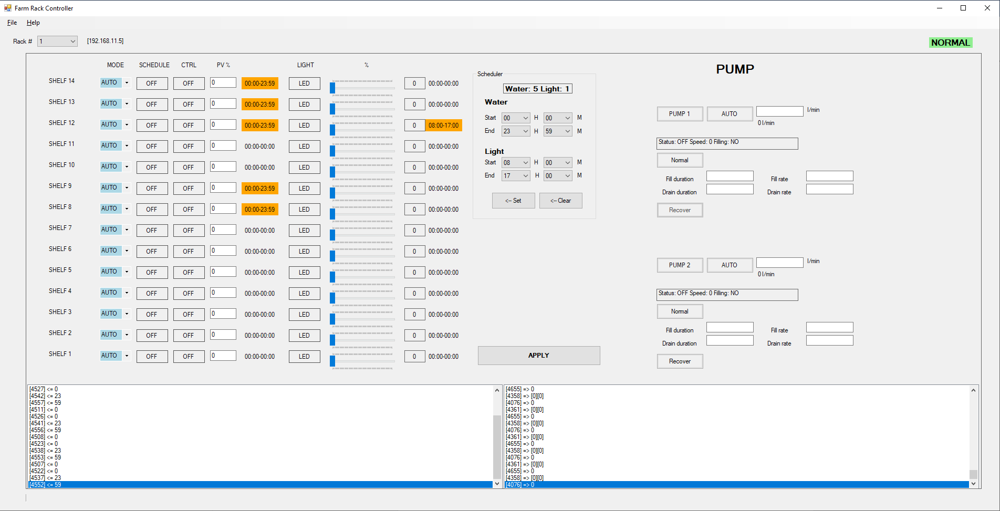 Farm Rack Controller
File Help
Rack # 1 [192.168.11.5]
NORMAL
MODE SCHEDULE CTRL PV % LIGHT %
SHELF 14 AUTO OFF OFF 0 00:00-23:59 LED 0 00:00-00:00
SHELF 13 AUTO OFF OFF 0 00:00-23:59 LED 0 00:00-00:00
SHELF 12 AUTO OFF OFF 0 00:00-23:59 LED 0 08:00-17:00
SHELF 11 AUTO OFF OFF 0 00:00-00:00 LED 0 00:00-00:00
SHELF 10 AUTO OFF OFF 0 00:00-00:00 LED 0 00:00-00:00
SHELF 9 AUTO OFF OFF 0 00:00-23:59 LED 0 00:00-00:00
SHELF 8 AUTO OFF OFF 0 00:00-23:59 LED 0 00:00-00:00
SHELF 7 AUTO OFF OFF 0 00:00-00:00 LED 0 00:00-00:00
SHELF 6 AUTO OFF OFF 0 00:00-00:00 LED 0 00:00-00:00
SHELF 5 AUTO OFF OFF 0 00:00-00:00 LED 0 00:00-00:00
SHELF 4 AUTO OFF OFF 0 00:00-00:00 LED 0 00:00-00:00
SHELF 3 AUTO OFF OFF 0 00:00-00:00 LED 0 00:00-00:00
SHELF 2 AUTO OFF OFF 0 00:00-00:00 LED 0 00:00-00:00
SHELF 1 AUTO OFF OFF 0 00:00-00:00 LED 0 00:00-00:00
Scheduler
Water: 5 Light: 1
Water
Start 00 H 00 M
End 23 H 59 M
Light
Start 08 H 00 M
End 17 H 00 M
<-- Set <-- Clear
APPLY
PUMP
PUMP 1 AUTO l/min
0 l/min
Status: OFF Speed: 0 Filling: NO
Normal
Fill duration Fill rate
Drain duration Drain rate
Recover
PUMP 2 AUTO l/min
0 l/min
Status: OFF Speed: 0 Filling: NO
Normal
Fill duration Fill rate
Drain duration Drain rate
Recover
[4527] <= 0
[4542] <= 23
[4557] <= 59
[4511] <= 0
[4526] <= 0
[4541] <= 23
[4556] <= 59
[4508] <= 0
[4523] <= 0
[4538] <= 23
[4553] <= 59
[4507] <= 0
[4522] <= 0
[4537] <= 23
[4552] <= 59
[4655] => 0
[4358] => [0][0]
[4076] => 0
[4361] => [0][0]
[4655] => 0
[4358] => [0][0]
[4076] => 0
[4361] => [0][0]
[4655] => 0
[4358] => [0][0]
[4076] => 0
[4361] => [0][0]
[4655] => 0
[4358] => [0][0]
[4076] => 0